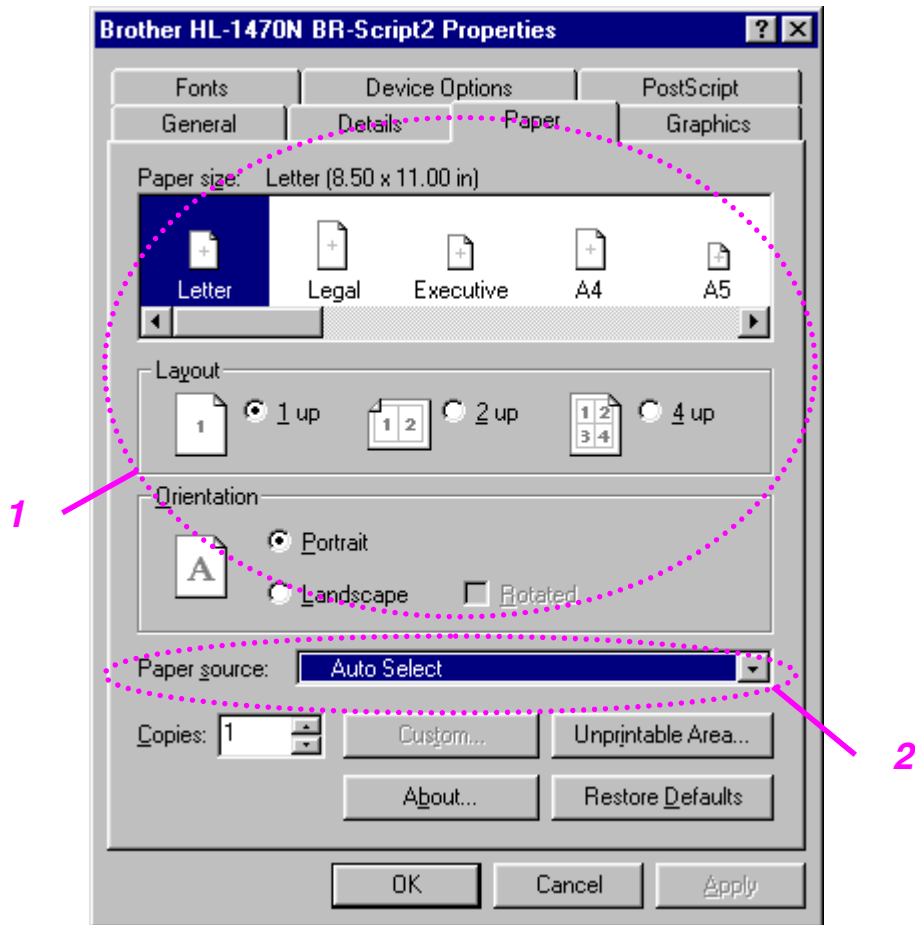 Brother HL-1470N BR-Script2 Properties
Fonts Device Options PostScript
General Details Paper Graphics
Paper size: Letter (8.50 x 11.00 in)
Letter Legal Executive A4 A5
Layout
1 1 up 1 2 2 up 1 2 4 up
3 4
1
Orientation
A Portrait
Landscape Rotated
Paper source: Auto Select
Copies: 1 Custom... Unprintable Area...
2
About... Restore Defaults
OK Cancel Apply